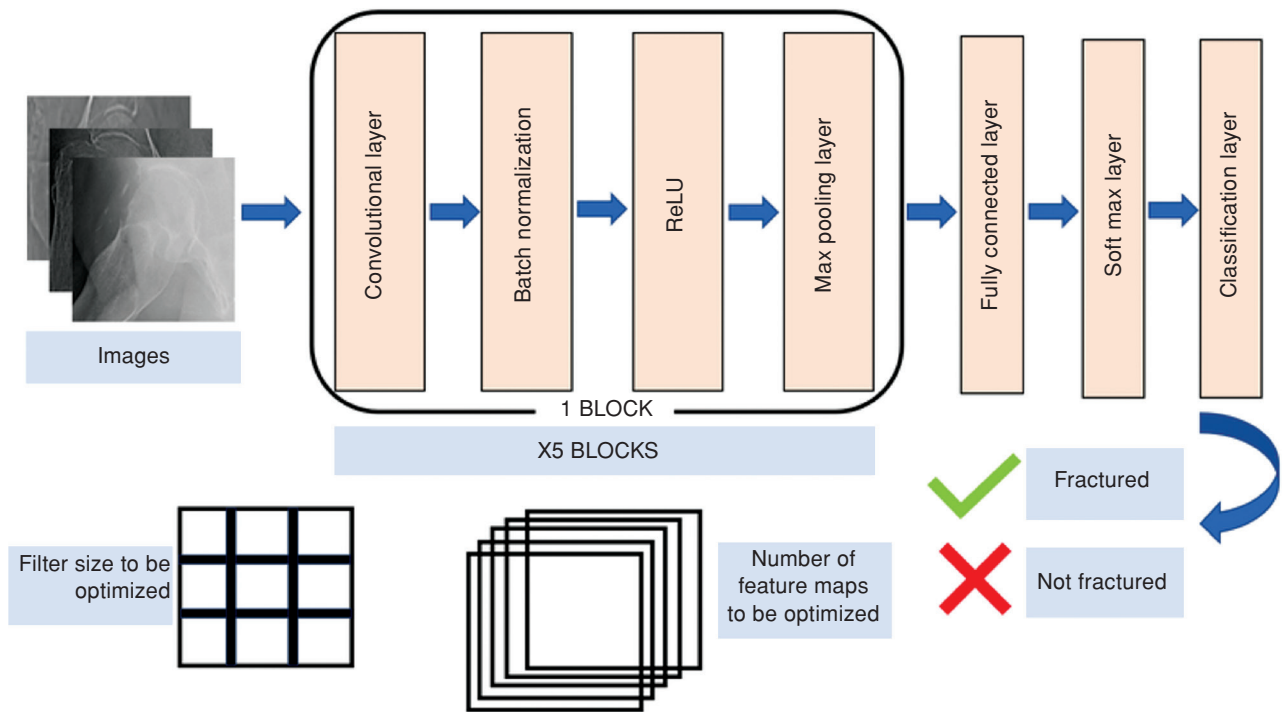 Images
Convolutional layer
Batch normalization
ReLU
Max pooling layer
1 BLOCK
X5 BLOCKS
Fully connected layer
Soft max layer
Classification layer
Filter size to be
optimized
Number of
feature maps
to be optimized
Fractured
Not fractured